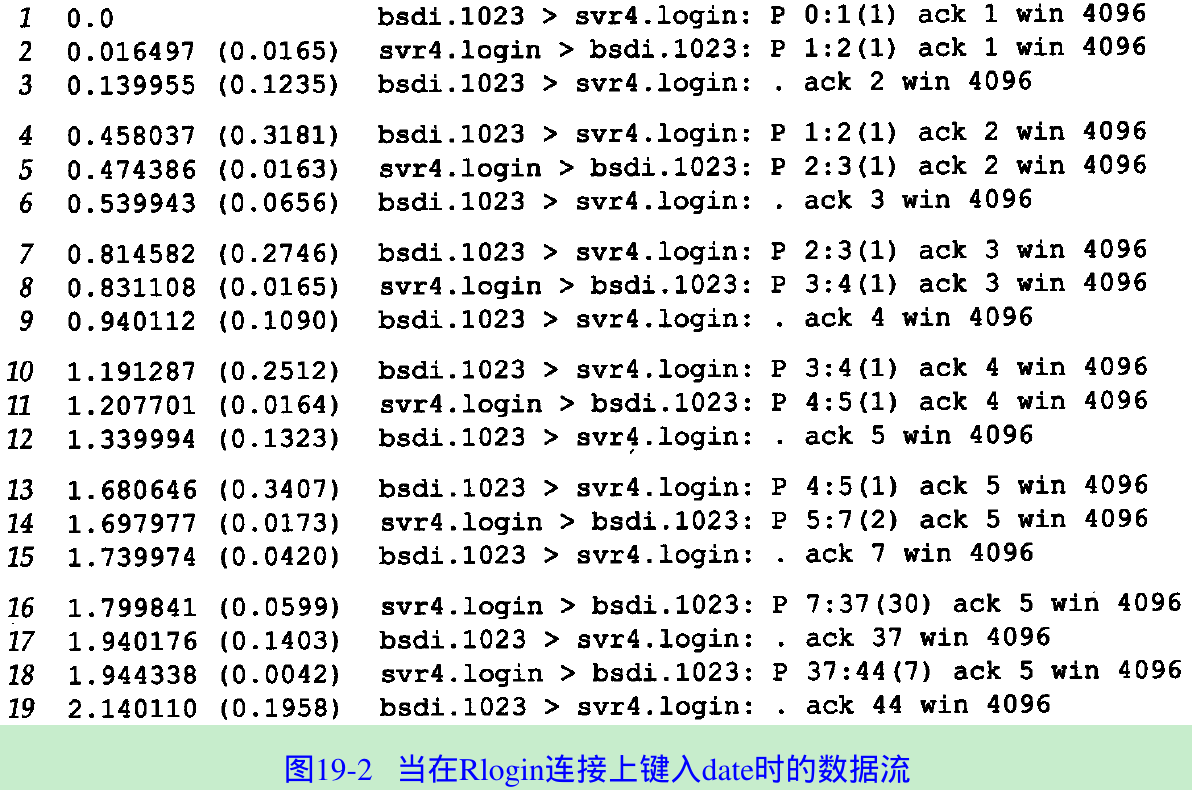 1 0.0 bsdi.1023 > svr4.login: P 0:1(1) ack 1 win 4096
2 0.016497 (0.0165) svr4.login > bsdi.1023: P 1:2(1) ack 1 win 4096
3 0.139955 (0.1235) bsdi.1023 > svr4.login: . ack 2 win 4096
4 0.458037 (0.3181) bsdi.1023 > svr4.login: P 1:2(1) ack 2 win 4096
5 0.474386 (0.0163) svr4.login > bsdi.1023: P 2:3(1) ack 2 win 4096
6 0.539943 (0.0656) bsdi.1023 > svr4.login: . ack 3 win 4096
7 0.814582 (0.2746) bsdi.1023 > svr4.login: P 2:3(1) ack 3 win 4096
8 0.831108 (0.0165) svr4.login > bsdi.1023: P 3:4(1) ack 3 win 4096
9 0.940112 (0.1090) bsdi.1023 > svr4.login: . ack 4 win 4096
10 1.191287 (0.2512) bsdi.1023 > svr4.login: P 3:4(1) ack 4 win 4096
11 1.207701 (0.0164) svr4.login > bsdi.1023: P 4:5(1) ack 4 win 4096
12 1.339994 (0.1323) bsdi.1023 > svr4.login: . ack 5 win 4096
13 1.680646 (0.3407) bsdi.1023 > svr4.login: P 4:5(1) ack 5 win 4096
14 1.697977 (0.0173) svr4.login > bsdi.1023: P 5:7(2) ack 5 win 4096
15 1.739974 (0.0420) bsdi.1023 > svr4.login: . ack 7 win 4096
16 1.799841 (0.0599) svr4.login > bsdi.1023: P 7:37(30) ack 5 win 4096
17 1.940176 (0.1403) bsdi.1023 > svr4.login: . ack 37 win 4096
18 1.944338 (0.0042) svr4.login > bsdi.1023: P 37:44(7) ack 5 win 4096
19 2.140110 (0.1958) bsdi.1023 > svr4.login: . ack 44 win 4096
图19-2 当在Rlogin连接上键入date时的数据流